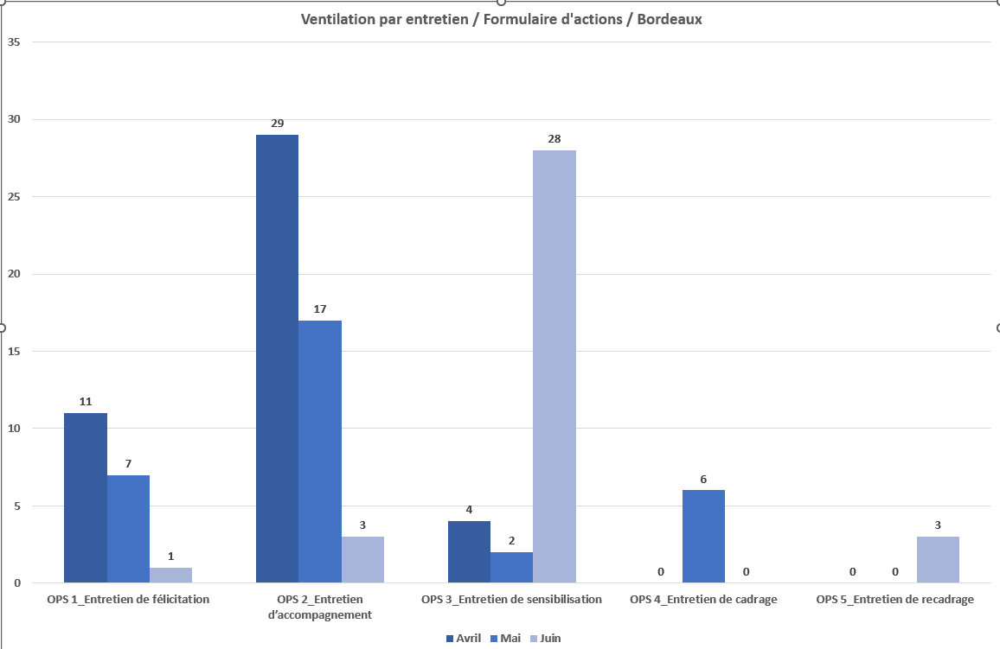 Ventilation par entretien / Formulaire d'actions / Bordeaux
35
30
25
20
15
10
5
0
11
7
1
29
17
3
4
2
28
0
6
0
0
0
3
OPS 1_Entretien de félicitation
OPS 2_Entretien
d’accompagnement
OPS 3_Entretien de sensibilisation
OPS 4_Entretien de cadrage
OPS 5_Entretien de recadrage
Avril
Mai
Juin